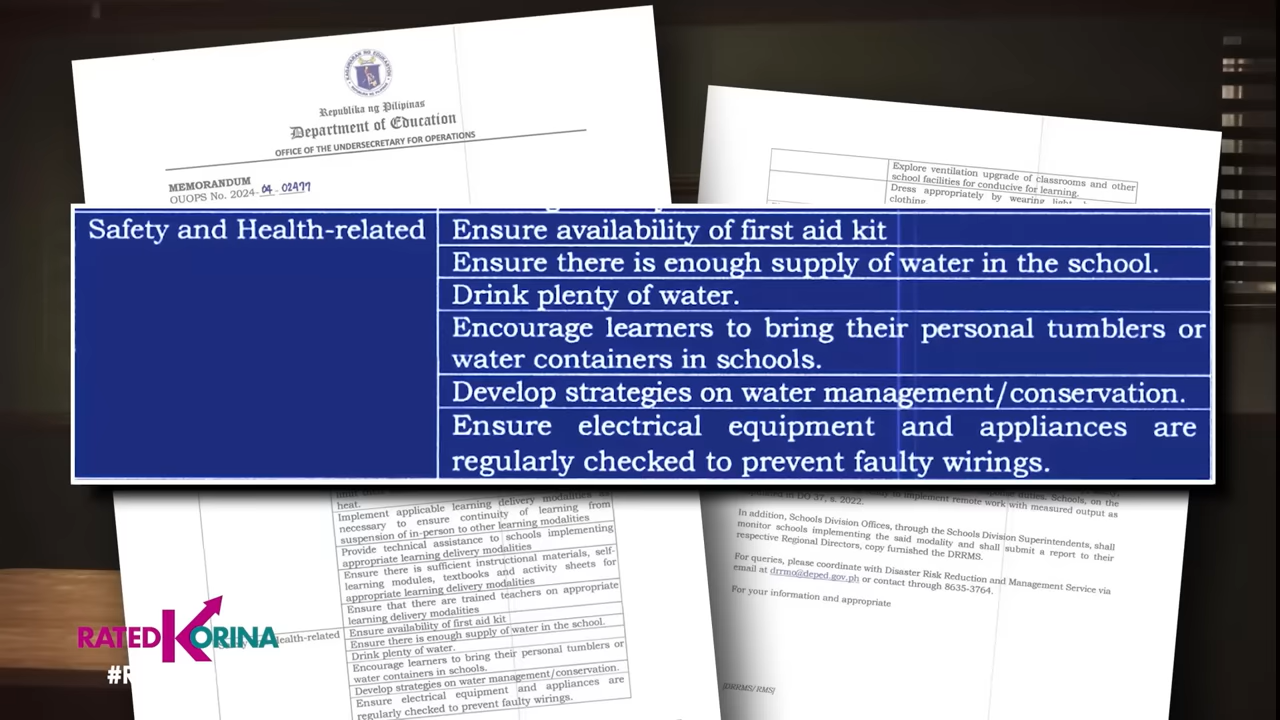 Republika ng Pilipinas
Department of Education
OFFICE OF THE UNDERSECRETARY FOR OPERATIONS
MEMORANDUM
OUOPS No. 2024-04-02477
Explore ventilation upgrade of classrooms and other
school facilities for conducive for learning.
Dress appropriately by wearing light
clothing.
Safety and Health-related
Ensure availability of first aid kit
Ensure there is enough supply of water in the school.
Drink plenty of water.
Encourage learners to bring their personal tumblers or
water containers in schools.
Develop strategies on water management/conservation.
Ensure electrical equipment and appliances are
regularly checked to prevent faulty wirings.
heat.
Implement applicable learning delivery modalities as
necessary to ensure continuity of learning from
suspension of in-person to other learning modalities
Provide technical assistance to schools implementing
appropriate learning delivery modalities
Ensure there is sufficient instructional materials, self-
learning modules, textbooks and activity sheets for
appropriate learning delivery modalities
Ensure that there are trained teachers on appropriate
learning delivery modalities
Health-related
Ensure availability of first aid kit
Ensure there is enough supply of water in the school.
Drink plenty of water.
Encourage learners to bring their personal tumblers or
water containers in schools.
Develop strategies on water management/conservation.
Ensure electrical equipment and appliances are
regularly checked to prevent faulty wirings.
duties. Schools, on the
to implement remote work with measured output as
in DO 37, s. 2022.
In addition, Schools Division Offices, through the Schools Division Superintendents, shall
monitor schools implementing the said modality and shall submit a report to their
respective Regional Directors, copy furnished the DRRMS.
For queries, please coordinate with Disaster Risk Reduction and Management Service via
email at drrmo@deped.gov.ph or contact through 8635-3764.
For your information and appropriate
[DRRMS/RMS]
RATED KORINA
#R